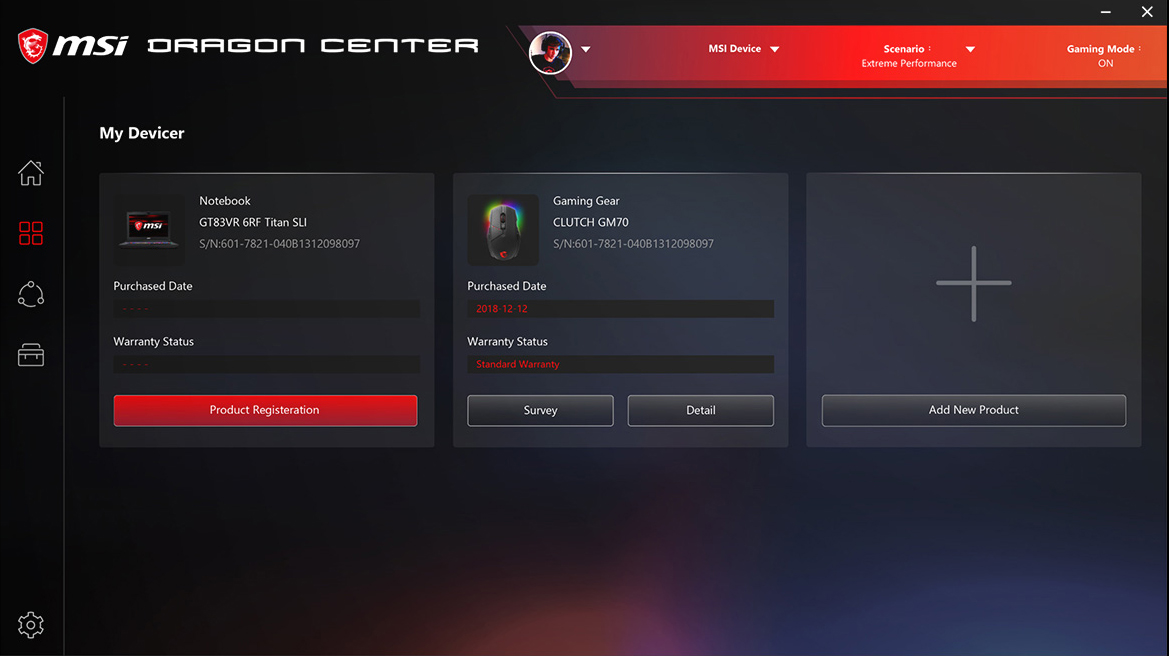 msi DRAGON CENTER
MSI Device
Scenario :
Extreme Performance
Gaming Mode :
ON
My Devicer
msi
Notebook
GT83VR 6RF Titan SLI
S/N:601-7821-040B1312098097
Purchased Date
- - - -
Warranty Status
- - - -
Product Registeration
Gaming Gear
CLUTCH GM70
S/N:601-7821-040B1312098097
Purchased Date
2018-12-12
Warranty Status
Standard Warranty
Survey
Detail
Add New Product